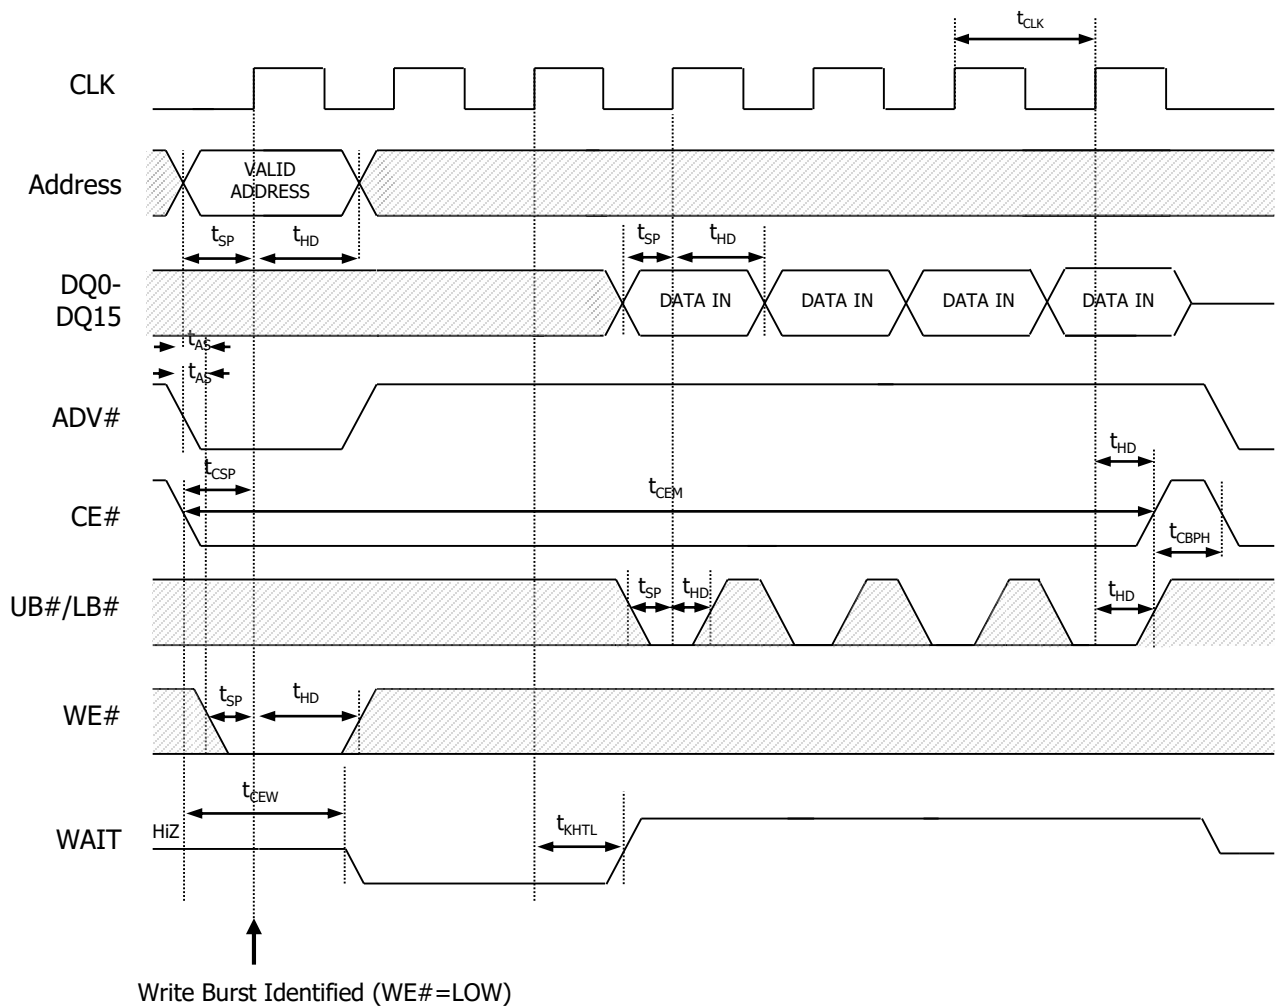 tCLK
CLK
VALID
ADDRESS
Address
tSP
tHD
tSP
tHD
DQ0-
DQ15
DATA IN
DATA IN
DATA IN
DATA IN
tAS
tAS
ADV#
tHD
tCSP
tCEM
CE#
tCBPH
UB#/LB#
tSP
tHD
tHD
WE#
tSP
tHD
tCEW
WAIT
HiZ
tKHTL
Write Burst Identified (WE#=LOW)